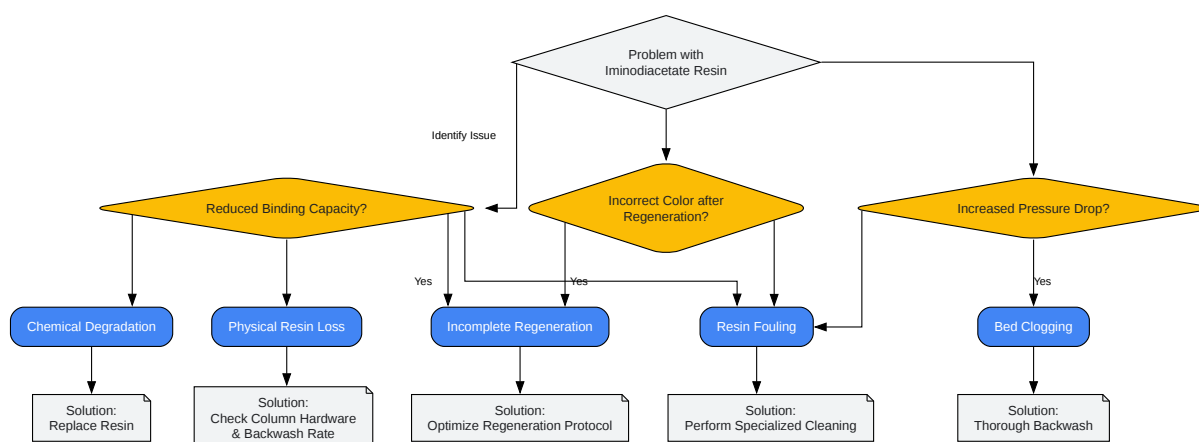 Problem with
Iminodiacetate Resin
Identify Issue
Reduced Binding Capacity?
Incorrect Color after
Regeneration?
Increased Pressure Drop?
Yes
Yes
Yes
Chemical Degradation
Physical Resin Loss
Incomplete Regeneration
Resin Fouling
Bed Clogging
Solution:
Replace Resin
Solution:
Check Column Hardware
& Backwash Rate
Solution:
Optimize Regeneration Protocol
Solution:
Perform Specialized Cleaning
Solution:
Thorough Backwash